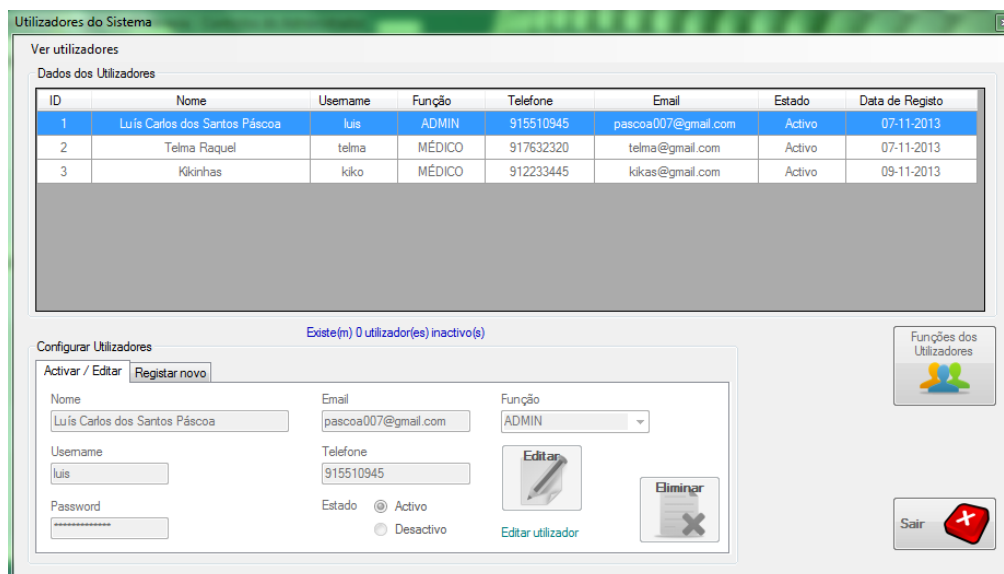 Utilizadores do Sistema
Ver utilizadores
Dados dos Utilizadores
ID Nome Username Função Telefone Email Estado Data de Registo
1 Luís Carlos dos Santos Páscoa luis ADMIN 915510945 pascoa007@gmail.com Activo 07-11-2013
2 Telma Raquel telma MÉDICO 917632320 telma@gmail.com Activo 07-11-2013
3 Kikinhas kiko MÉDICO 912233445 kikas@gmail.com Activo 09-11-2013
Existe(m) 0 utilizador(es) inactivo(s)
Configurar Utilizadores
Activar / Editar Registar novo
Nome Email Função
Luís Carlos dos Santos Páscoa pascoa007@gmail.com ADMIN
Username Telefone
luis 915510945
Editar
Password Estado Activo
************* Desactivo
Editar utilizador
Eliminar
Funções dos
Utilizadores
Sair